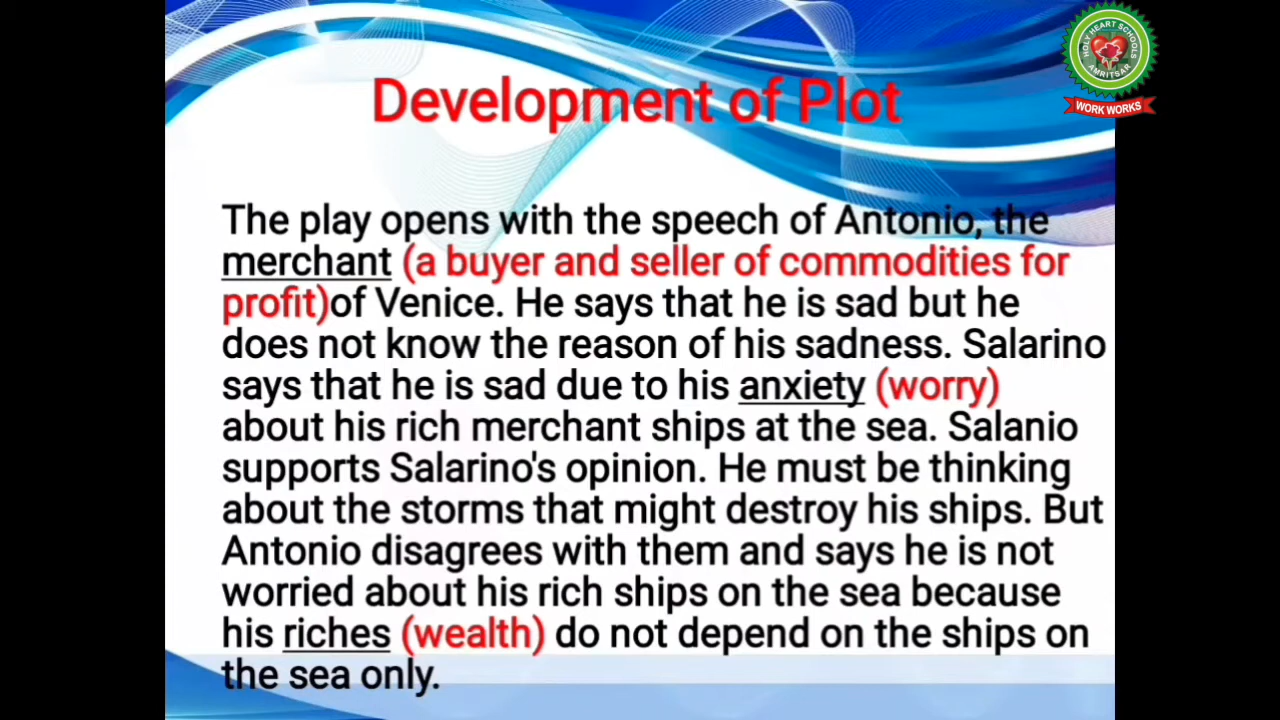 HOLY HEART SCHOOLS
AMRITSAR
WORK WORKS
Development of Plot
The play opens with the speech of Antonio, the
merchant (a buyer and seller of commodities for
profit)of Venice. He says that he is sad but he
does not know the reason of his sadness. Salarino
says that he is sad due to his anxiety (worry)
about his rich merchant ships at the sea. Salanio
supports Salarino's opinion. He must be thinking
about the storms that might destroy his ships. But
Antonio disagrees with them and says he is not
worried about his rich ships on the sea because
his riches (wealth) do not depend on the ships on
the sea only.